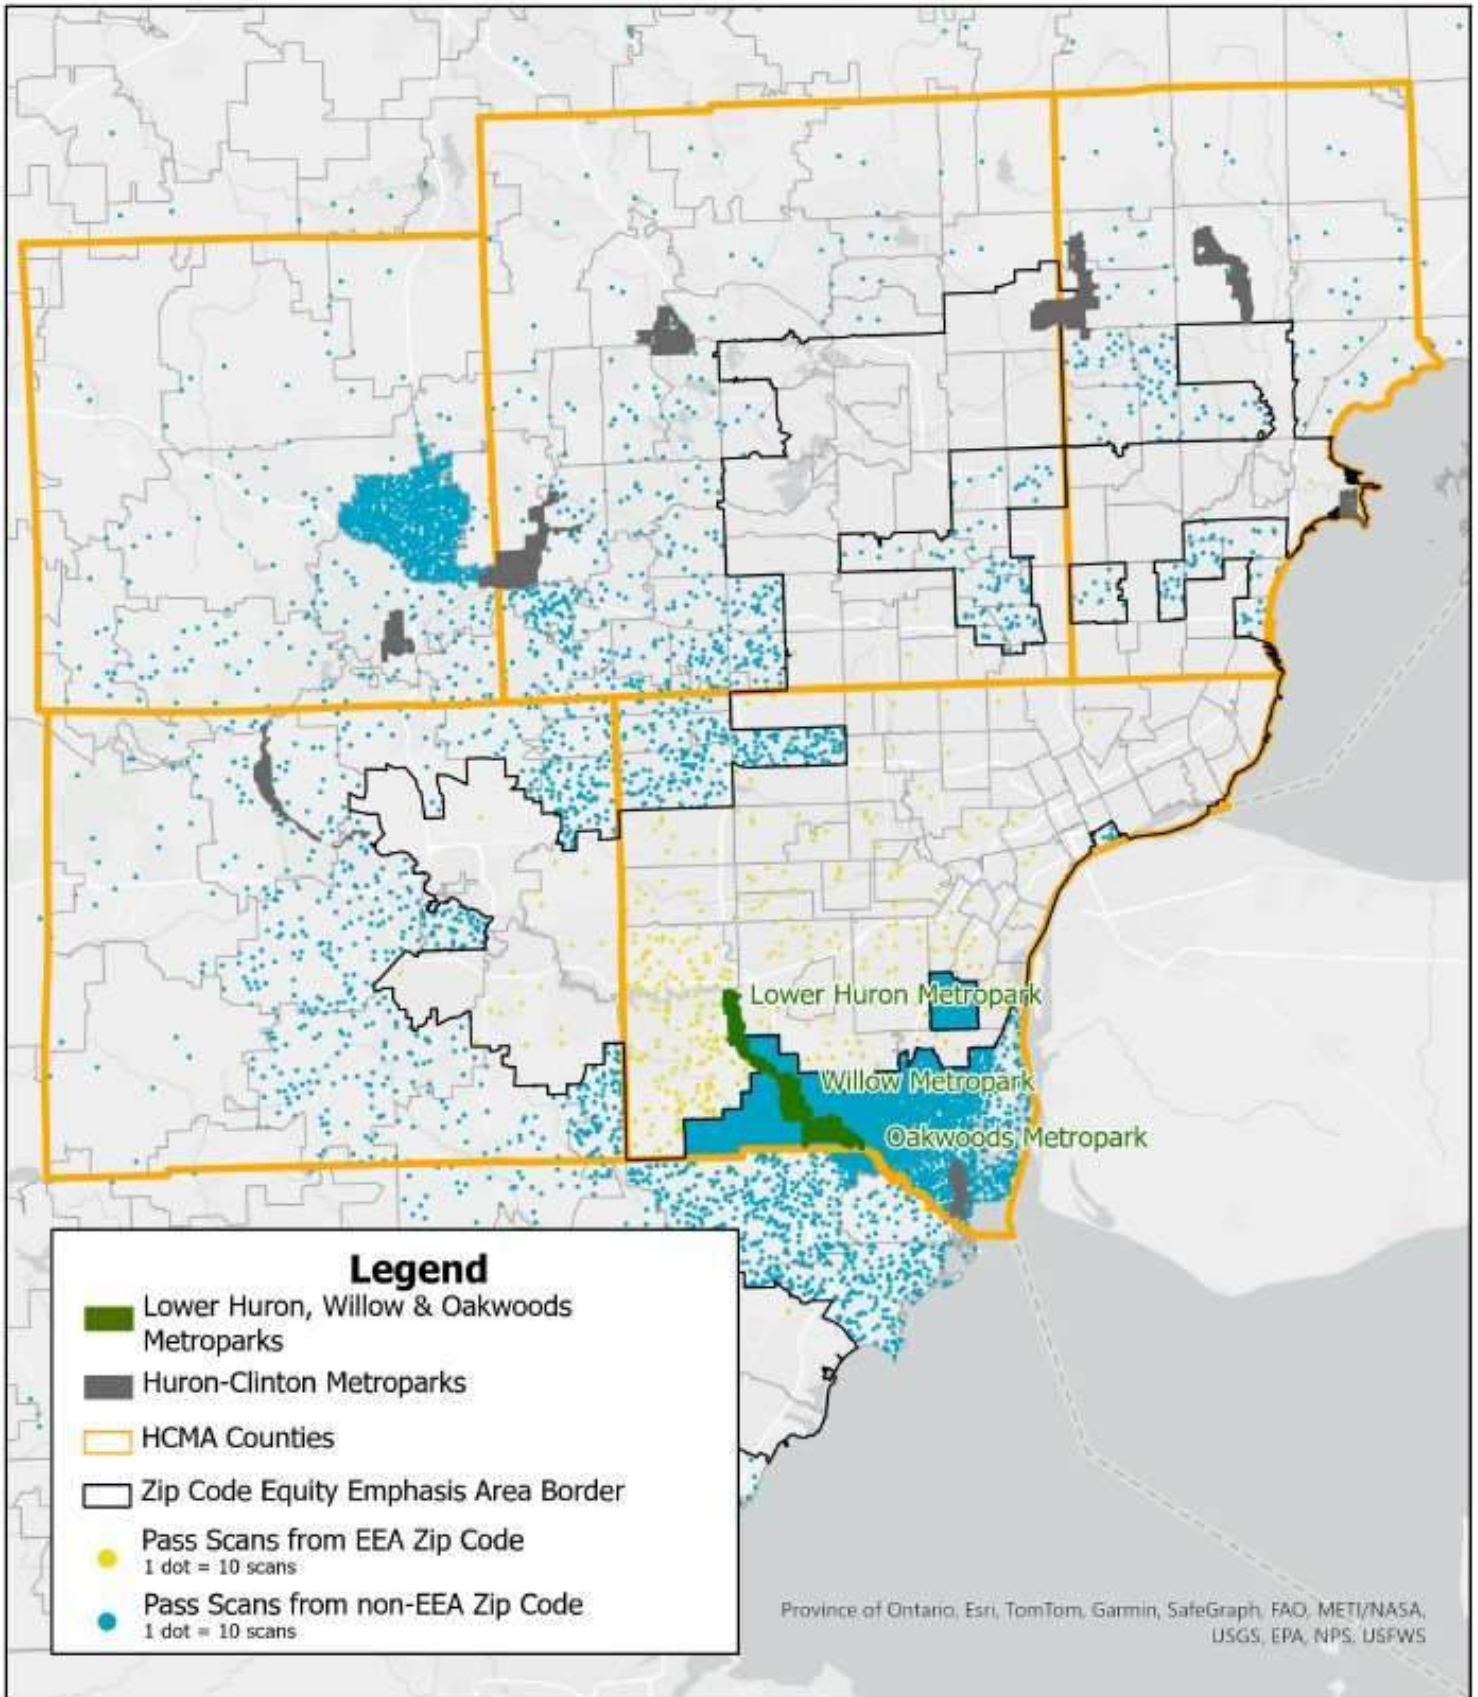 Lower Huron Metropark
Willow Metropark
Oakwoods Metropark
Legend
Lower Huron, Willow & Oakwoods
Metroparks
Huron-Clinton Metroparks
HCMA Counties
Zip Code Equity Emphasis Area Border
Pass Scans from EEA Zip Code
1 dot = 10 scans
Pass Scans from non-EEA Zip Code
1 dot = 10 scans
Province of Ontario, Esri, TomTom, Garmin, SafeGraph, FAO, METI/NASA,
USGS, EPA, NPS, USFWS